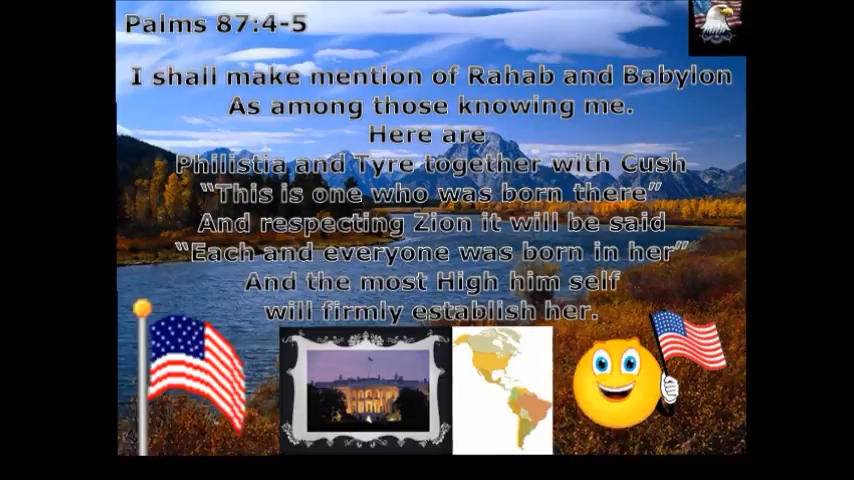 Palms 87:4-5
I shall make mention of Rahab and Babylon
As among those knowing me.
Here are
Philistia and Tyre together with Cush
“This is one who was born there”
And respecting Zion it will be said
“Each and everyone was born in her”
And the most High him self
will firmly establish her.